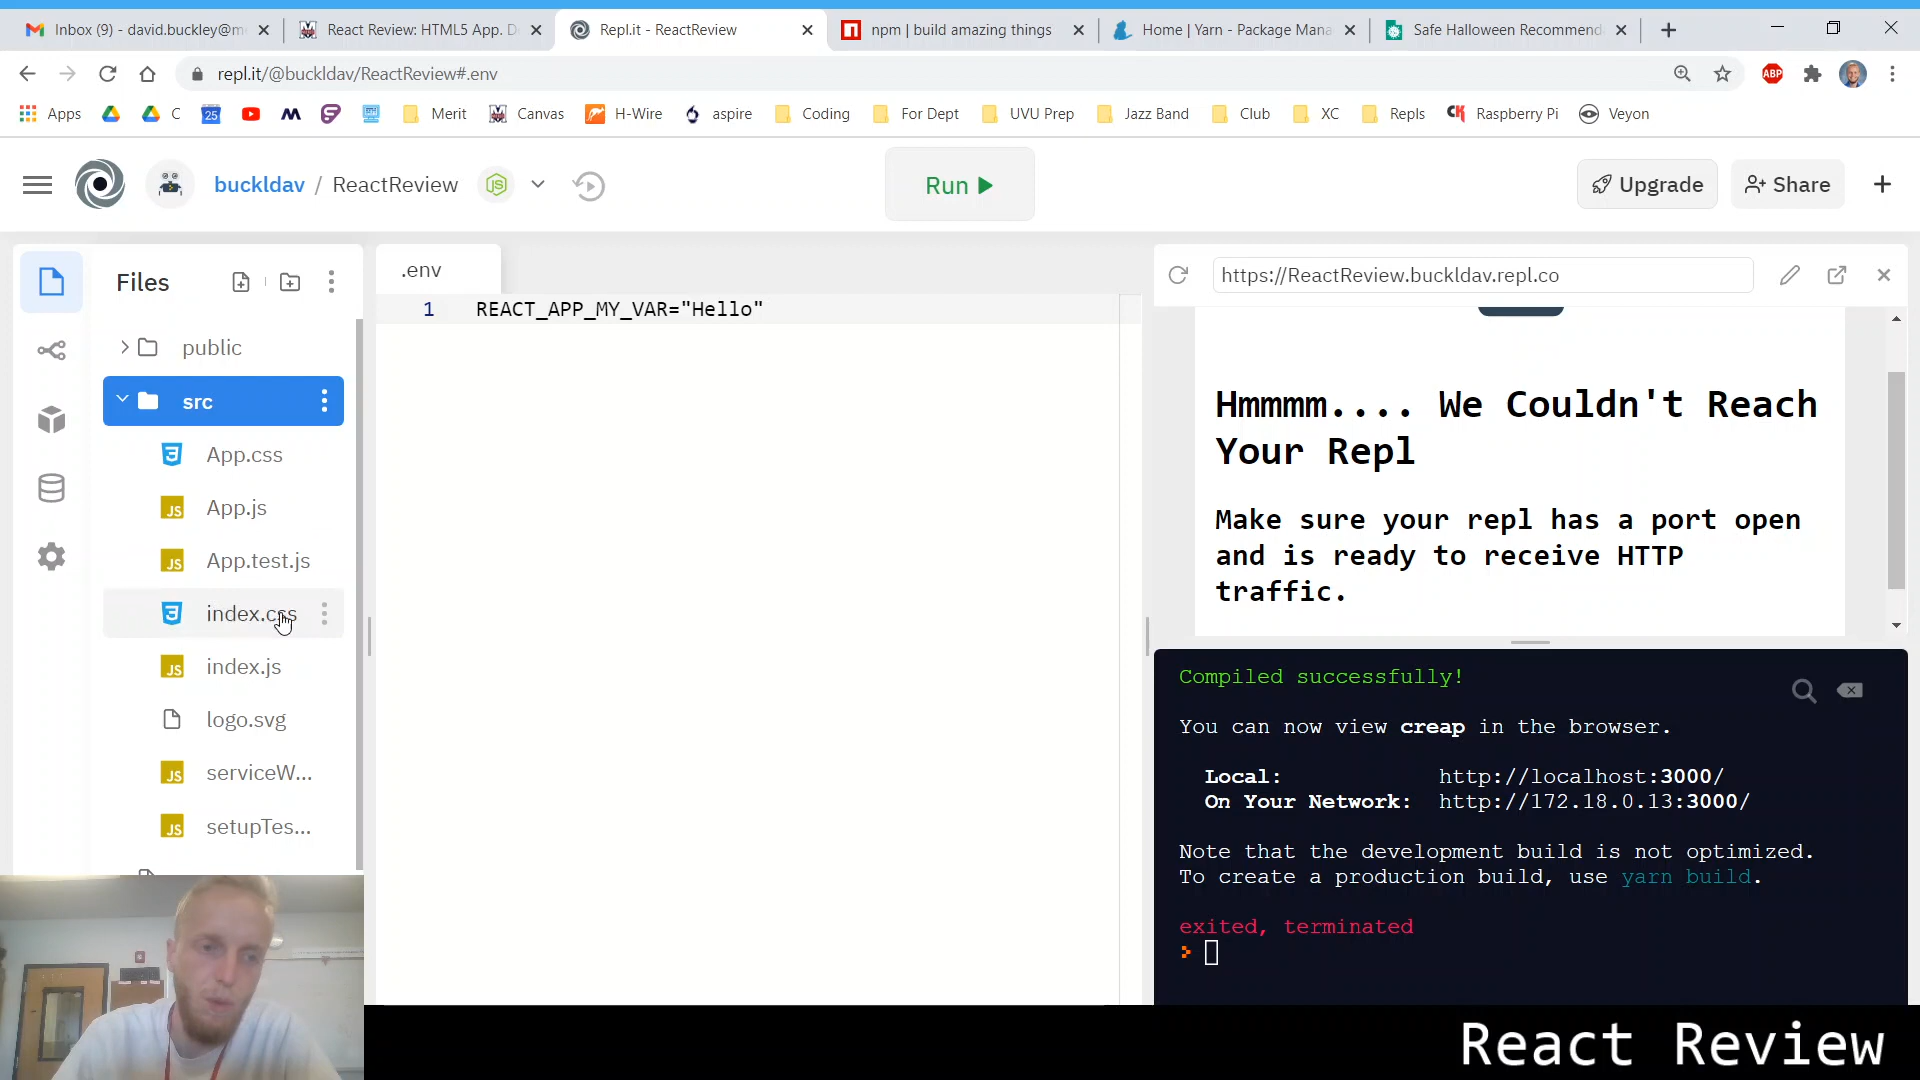 Inbox (9) - david.buckley@m
React Review: HTML5 App. D
Repl.it - ReactReview
npm | build amazing things
Home | Yarn - Package Mana
Safe Halloween Recommend
repl.it/@buckldav/ReactReview#.env
ABP
Apps
C
25
Merit
Canvas
H-Wire
aspire
Coding
For Dept
UVU Prep
Jazz Band
Club
XC
Repls
Raspberry Pi
Veyon
buckldav / ReactReview
Run
Upgrade
Share
Files
public
src
App.css
App.js
App.test.js
index.css
index.js
logo.svg
serviceW...
setupTes...
.env
1 REACT_APP_MY_VAR="Hello"
https://ReactReview.buckldav.repl.co
Hmmmm.... We Couldn't Reach
Your Repl
Make sure your repl has a port open
and is ready to receive HTTP
traffic.
Compiled successfully!
You can now view creap in the browser.
Local: http://localhost:3000/
On Your Network: http://172.18.0.13:3000/
Note that the development build is not optimized.
To create a production build, use yarn build.
exited, terminated
>
React Review